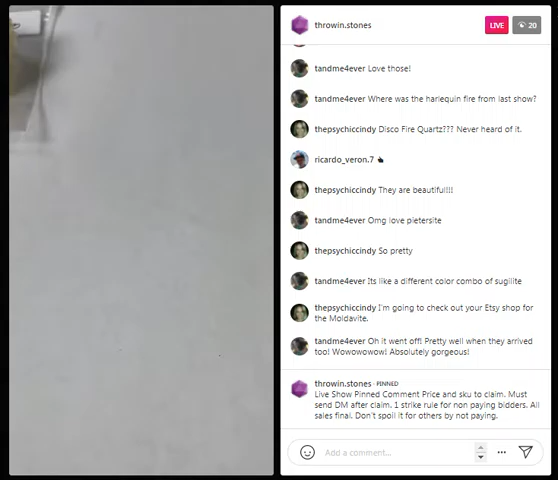 throwin.stones
LIVE
20
tandme4ever Love those!
tandme4ever Where was the harlequin fire from last show?
thepsychiccindy Disco Fire Quartz??? Never heard of it.
ricardo_veron.7
thepsychiccindy They are beautiful!!!
tandme4ever Omg love pietersite
thepsychiccindy So pretty
tandme4ever Its like a different color combo of sugilite
thepsychiccindy I'm going to check out your Etsy shop for
the Moldavite.
tandme4ever Oh it went off! Pretty well when they arrived
too! Wowowowow! Absolutely gorgeous!
throwin.stones · PINNED
Live Show Pinned Comment Price and sku to claim. Must
send DM after claim. 1 strike rule for non paying bidders. All
sales final. Don't spoil it for others by not paying.
Add a comment...